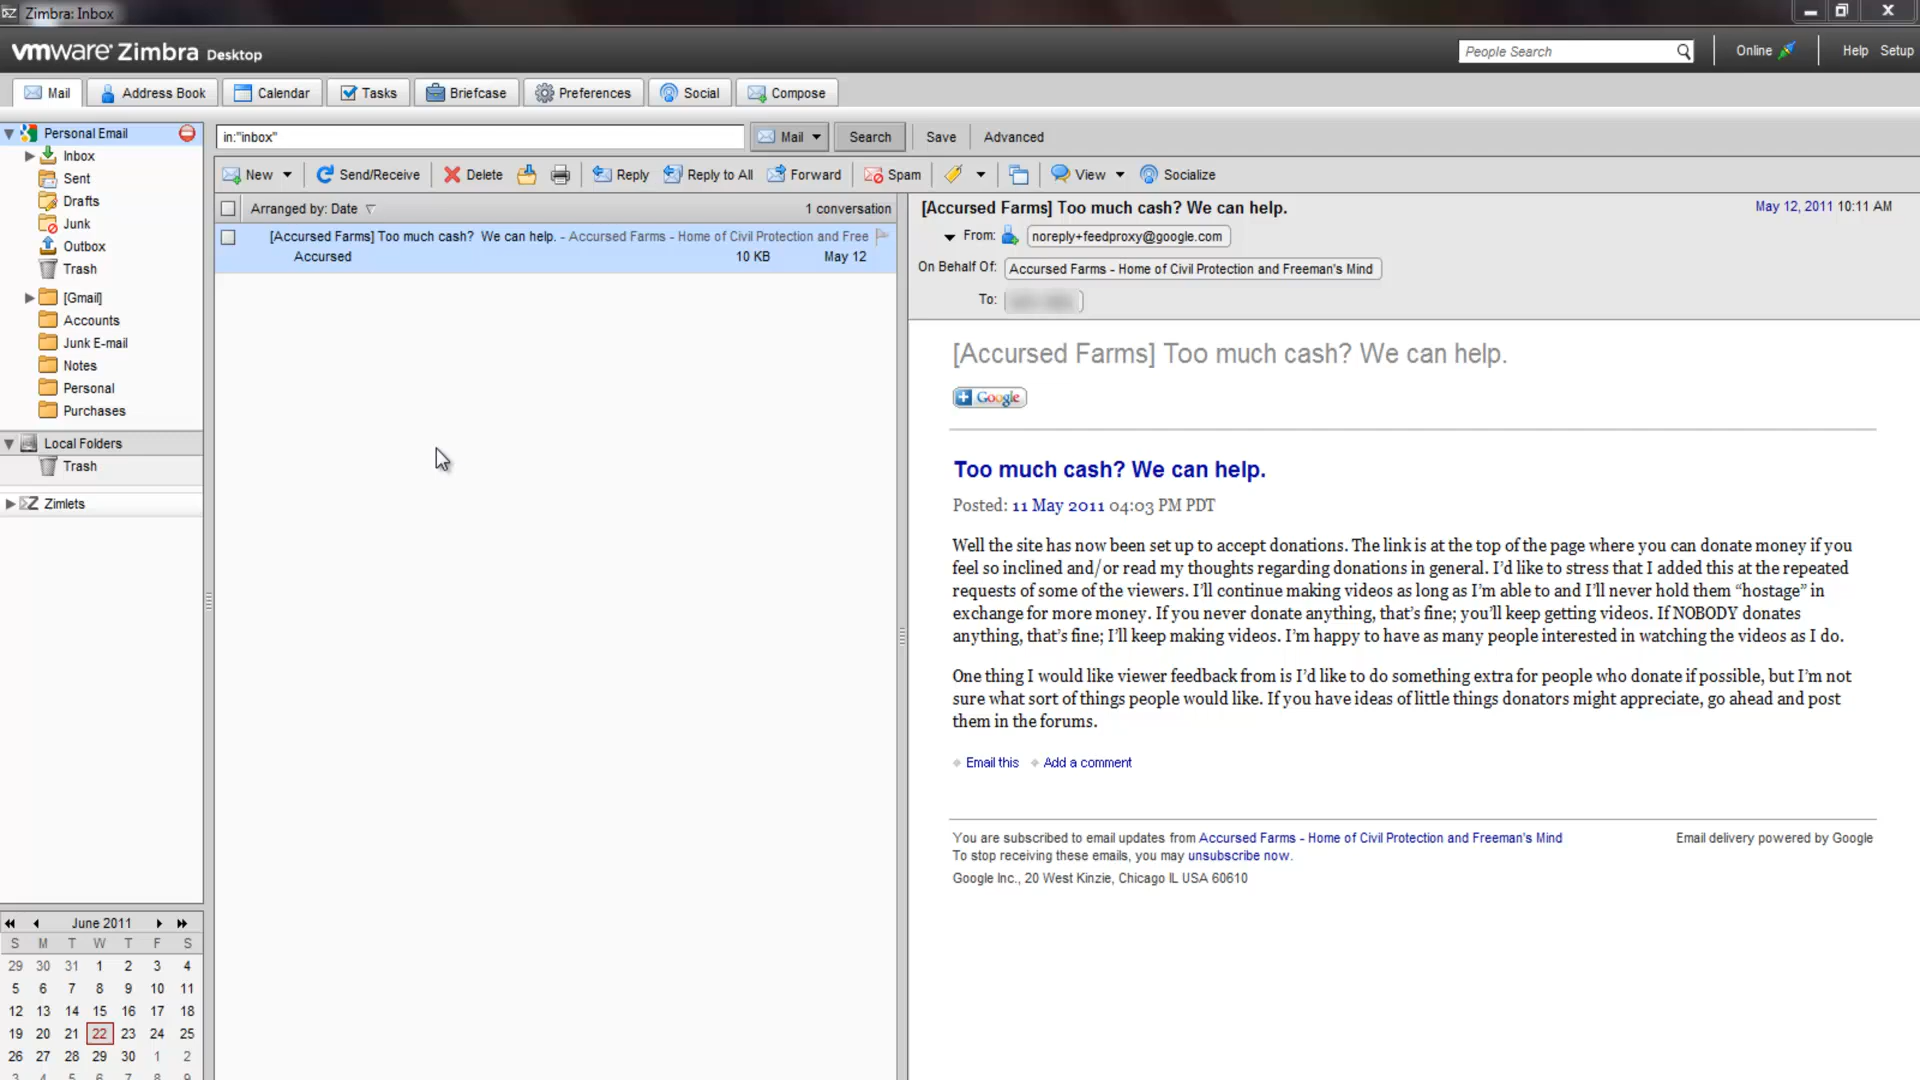 Zimbra: Inbox
vmware Zimbra Desktop
People Search
Online
Help Setup
Mail
Address Book
Calendar
Tasks
Briefcase
Preferences
Social
Compose
Personal Email
Inbox
Sent
Drafts
Junk
Outbox
Trash
[Gmail]
Accounts
Junk E-mail
Notes
Personal
Purchases
Local Folders
Trash
Zimlets
June 2011
S M T W T F S
29 30 31 1 2 3 4
5 6 7 8 9 10 11
12 13 14 15 16 17 18
19 20 21 22 23 24 25
26 27 28 29 30 1 2
3 4 5 6 7 8 9
in:"inbox"
Mail
Search
Save
Advanced
New
Send/Receive
Delete
Reply
Reply to All
Forward
Spam
View
Socialize
Arranged by: Date
1 conversation
[Accursed Farms] Too much cash? We can help. - Accursed Farms - Home of Civil Protection and Free
Accursed 10 KB May 12
[Accursed Farms] Too much cash? We can help.
May 12, 2011 10:11 AM
From: noreply+feedproxy@google.com
On Behalf Of: Accursed Farms - Home of Civil Protection and Freeman's Mind
To:
[Accursed Farms] Too much cash? We can help.
Google
Too much cash? We can help.
Posted: 11 May 2011 04:03 PM PDT
Well the site has now been set up to accept donations. The link is at the top of the page where you can donate money if you
feel so inclined and/or read my thoughts regarding donations in general. I’d like to stress that I added this at the repeated
requests of some of the viewers. I’ll continue making videos as long as I’m able to and I’ll never hold them “hostage” in
exchange for more money. If you never donate anything, that’s fine; you’ll keep getting videos. If NOBODY donates
anything, that’s fine; I’ll keep making videos. I’m happy to have as many people interested in watching the videos as I do.
One thing I would like viewer feedback from is I’d like to do something extra for people who donate if possible, but I’m not
sure what sort of things people would like. If you have ideas of little things donators might appreciate, go ahead and post
them in the forums.
Email this Add a comment
You are subscribed to email updates from Accursed Farms - Home of Civil Protection and Freeman's Mind
To stop receiving these emails, you may unsubscribe now.
Email delivery powered by Google
Google Inc., 20 West Kinzie, Chicago IL USA 60610